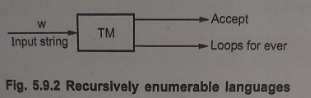 w
Input string
TM
Accept
Loops for ever
Fig. 5.9.2 Recursively enumerable languages